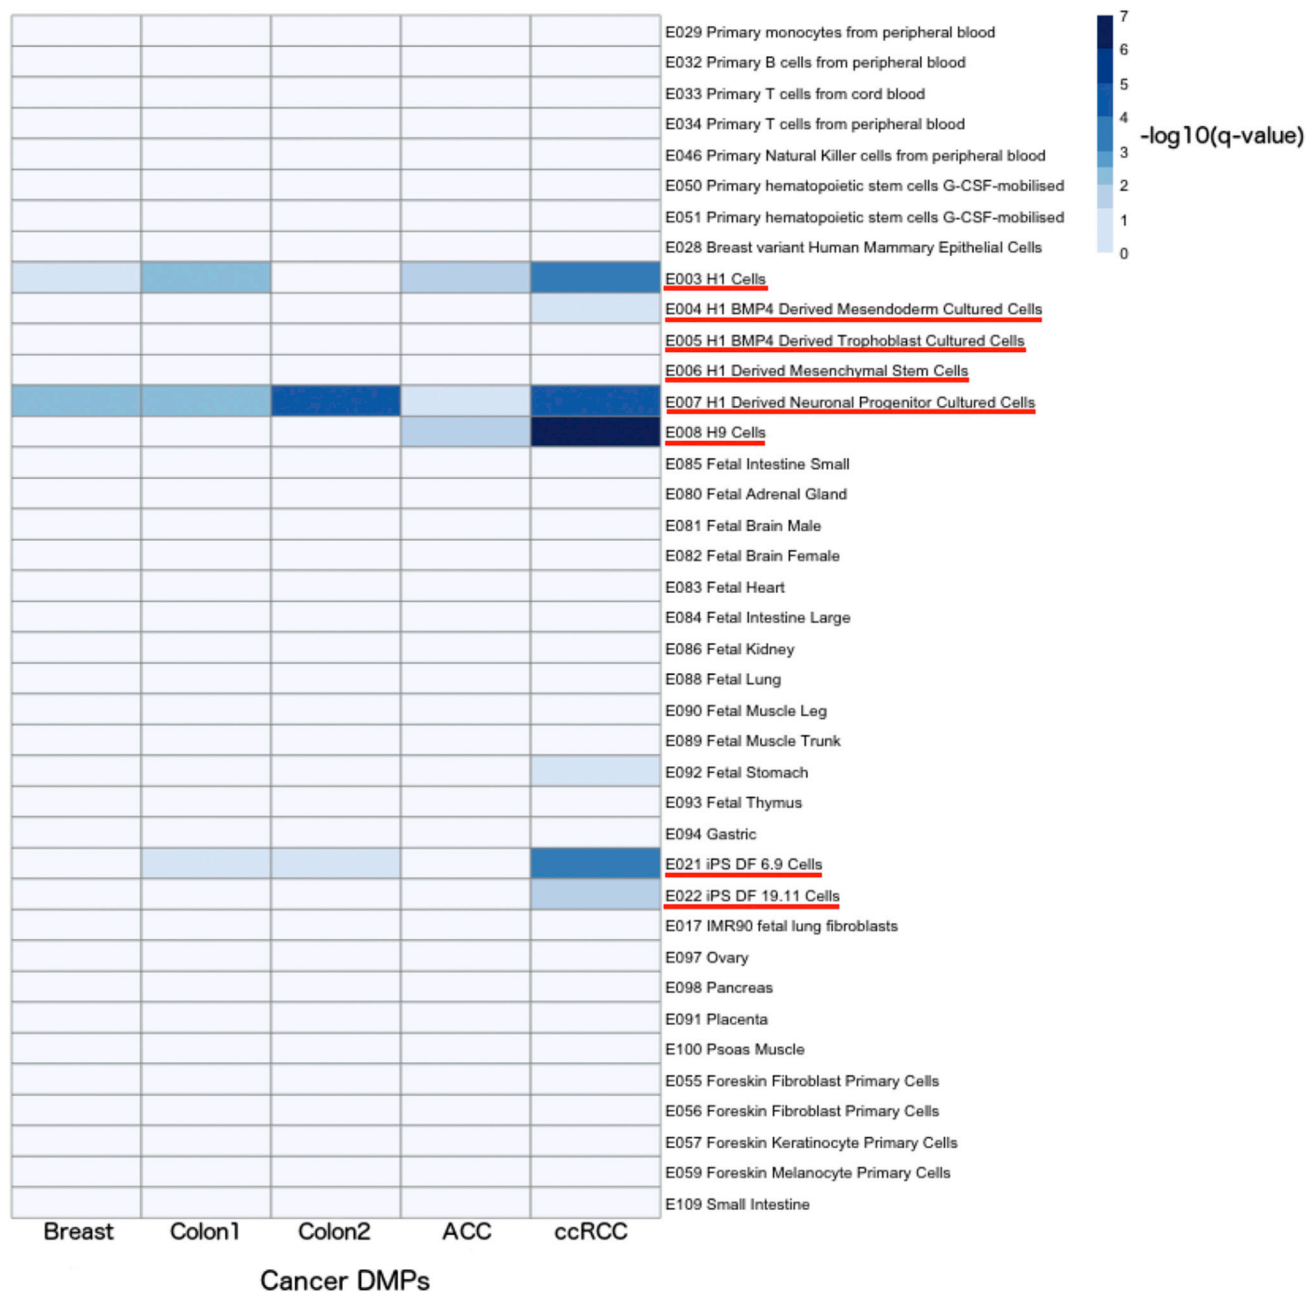 E029 Primary monocytes from peripheral blood
E032 Primary B cells from peripheral blood
E033 Primary T cells from cord blood
E034 Primary T cells from peripheral blood
E046 Primary Natural Killer cells from peripheral blood
E050 Primary hematopoietic stem cells G-CSF-mobilised
E051 Primary hematopoietic stem cells G-CSF-mobilised
E028 Breast variant Human Mammary Epithelial Cells
E003 H1 Cells
E004 H1 BMP4 Derived Mesendoderm Cultured Cells
E005 H1 BMP4 Derived Trophoblast Cultured Cells
E006 H1 Derived Mesenchymal Stem Cells
E007 H1 Derived Neuronal Progenitor Cultured Cells
E008 H9 Cells
E085 Fetal Intestine Small
E080 Fetal Adrenal Gland
E081 Fetal Brain Male
E082 Fetal Brain Female
E083 Fetal Heart
E084 Fetal Intestine Large
E086 Fetal Kidney
E088 Fetal Lung
E090 Fetal Muscle Leg
E089 Fetal Muscle Trunk
E092 Fetal Stomach
E093 Fetal Thymus
E094 Gastric
E021 iPS DF 6.9 Cells
E022 iPS DF 19.11 Cells
E017 IMR90 fetal lung fibroblasts
E097 Ovary
E098 Pancreas
E091 Placenta
E100 Psoas Muscle
E055 Foreskin Fibroblast Primary Cells
E056 Foreskin Fibroblast Primary Cells
E057 Foreskin Keratinocyte Primary Cells
E059 Foreskin Melanocyte Primary Cells
E109 Small Intestine
Breast Colon1 Colon2 ACC ccRCC
Cancer DMPs
7
6
5
4
3
2
1
0
-log10(q-value)